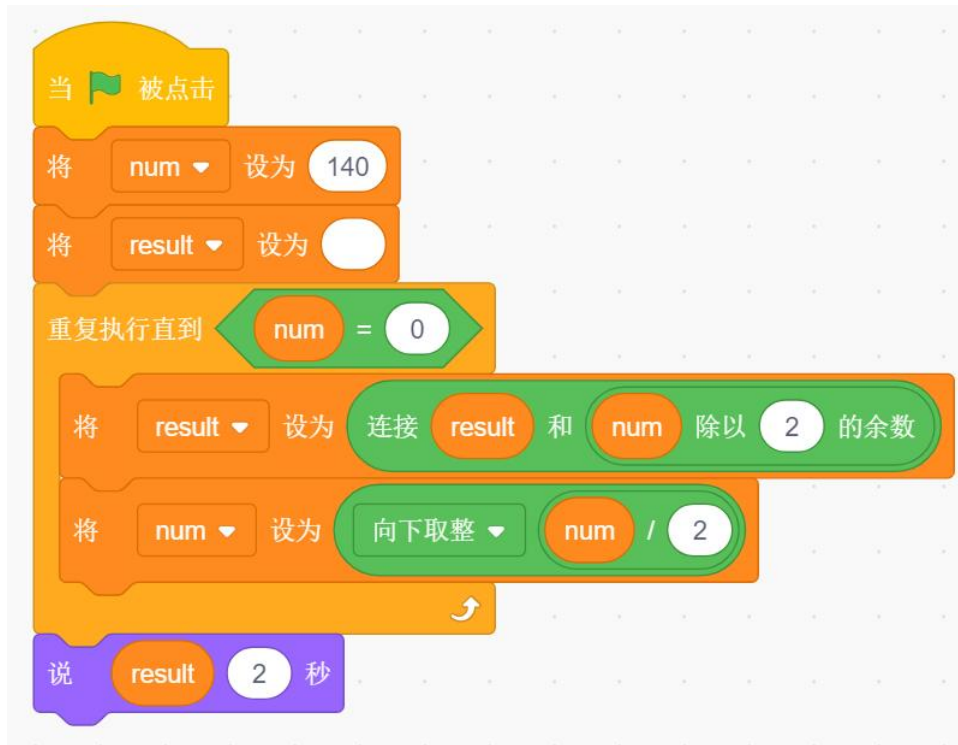 当 被点击
将 num 设为 140
将 result 设为
重复执行直到 num = 0
将 result 设为 连接 result 和 num 除以 2 的余数
将 num 设为 向下取整 num / 2
说 result 2 秒